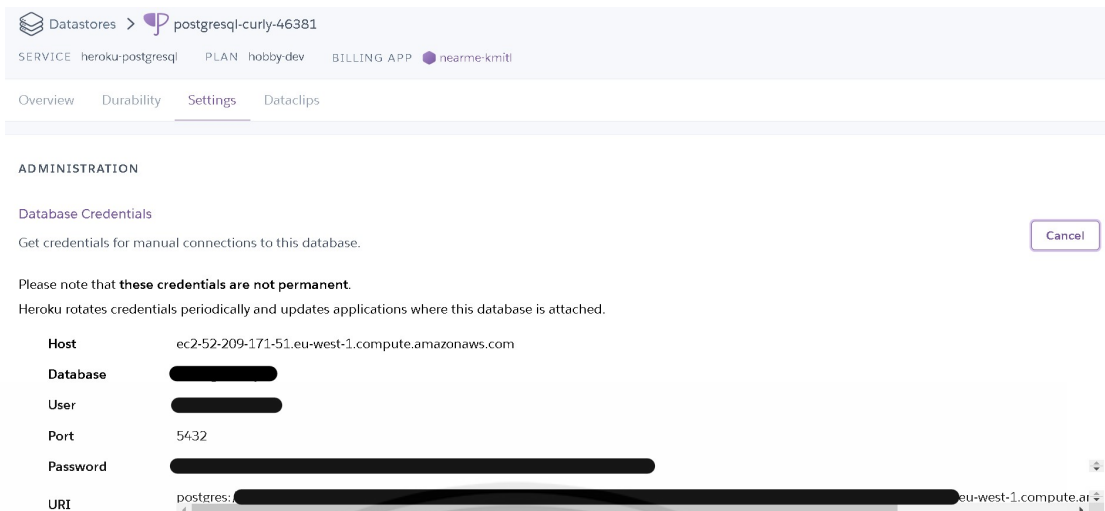 Datastores > postgresql-curly-46381
SERVICE heroku-postgresql PLAN hobby-dev BILLING APP nearme-kmitl
Overview Durability Settings Dataclips
ADMINISTRATION
Database Credentials
Get credentials for manual connections to this database.
Cancel
Please note that these credentials are not permanent.
Heroku rotates credentials periodically and updates applications where this database is attached.
Host ec2-52-209-171-51.eu-west-1.compute.amazonaws.com
Database
User
Port 5432
Password
URI postgres:/ eu-west-1.compute.